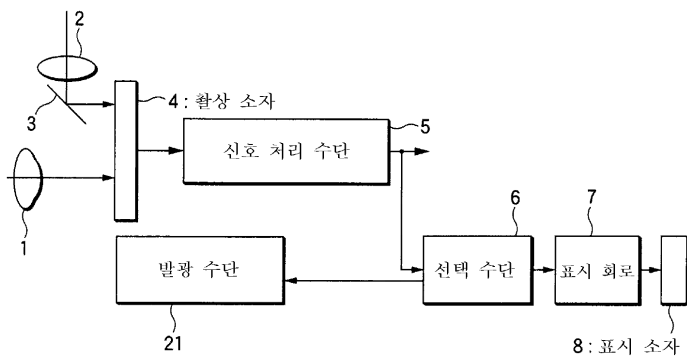 2
3
4 : 촬상 소자
5
신호 처리 수단
1
6
7
발광 수단
선택 수단
표시 회로
21
8 : 표시 소자